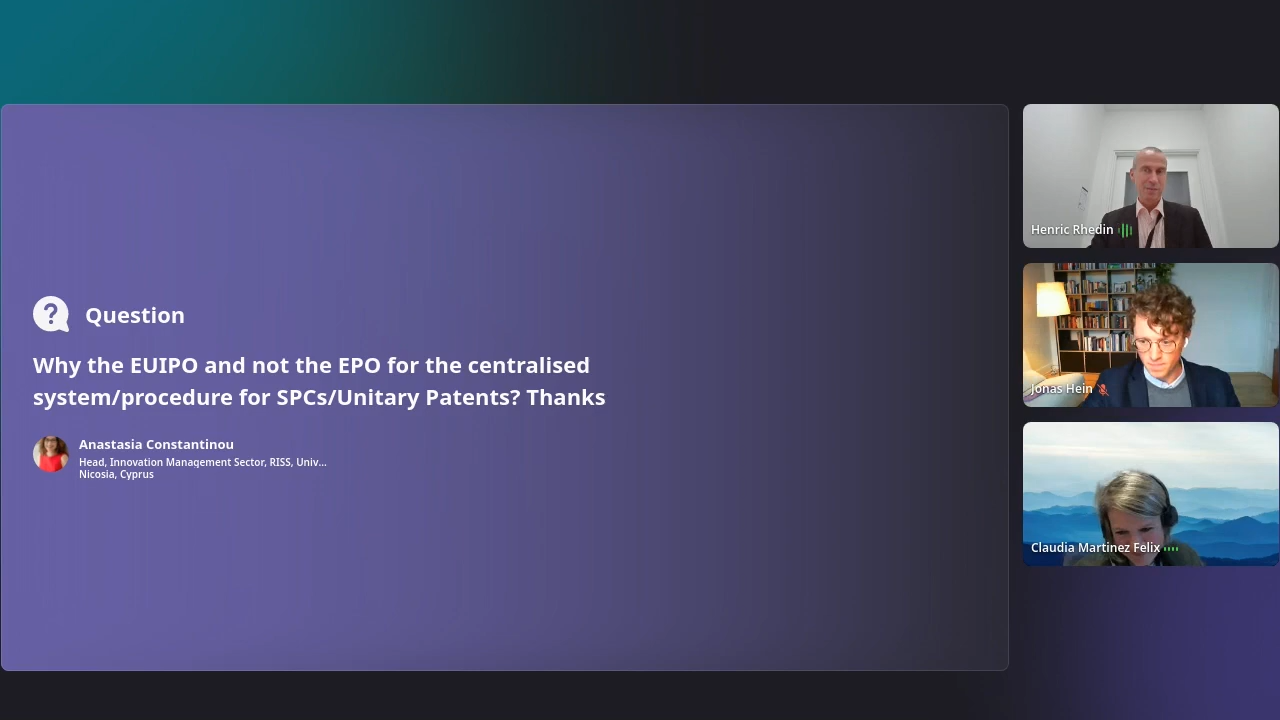 Question
Why the EUIPO and not the EPO for the centralised
system/procedure for SPCs/Unitary Patents? Thanks
Anastasia Constantinou
Head, Innovation Management Sector, RISS, Univ...
Nicosia, Cyprus
Henric Rhedin
Jonas Hein
Claudia Martinez Felix